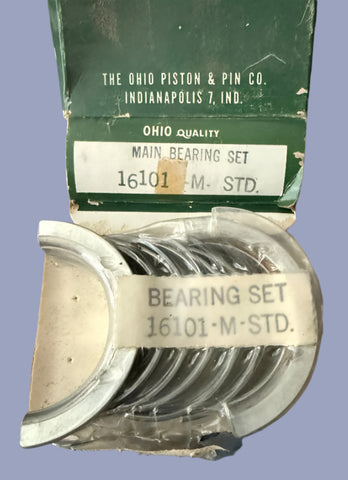 THE OHIO PISTON & PIN CO.
INDIANAPOLIS 7, IND.
OHIO QUALITY
MAIN BEARING SET
16101 -M- STD.
BEARING SET
16101-M-STD.